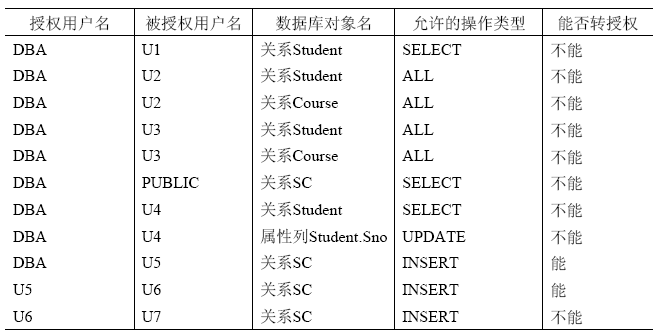 授权用户名 被授权用户名 数据库对象名 允许的操作类型 能否转授权
DBA U1 关系Student SELECT 不能
DBA U2 关系Student ALL 不能
DBA U2 关系Course ALL 不能
DBA U3 关系Student ALL 不能
DBA U3 关系Course ALL 不能
DBA PUBLIC 关系SC SELECT 不能
DBA U4 关系Student SELECT 不能
DBA U4 属性列Student.Sno UPDATE 不能
DBA U5 关系SC INSERT 能
U5 U6 关系SC INSERT 能
U6 U7 关系SC INSERT 不能